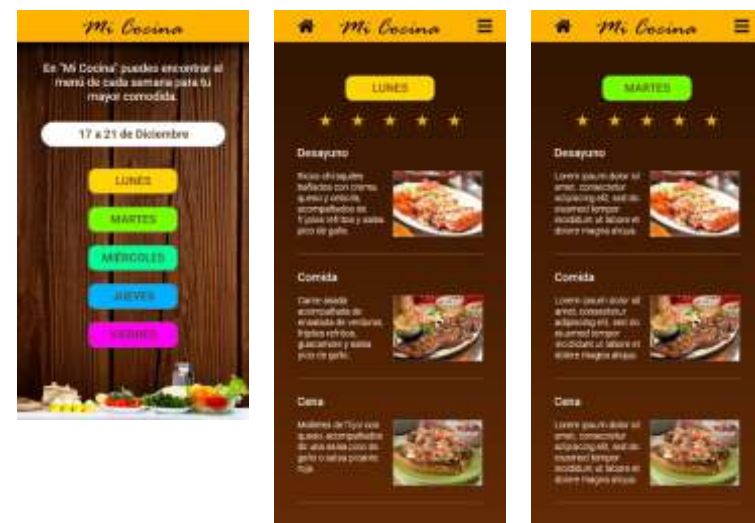 Mi Cocina
En "Mi Cocina" puedes encontrar el
menú de cada semana para tu
mayor comodida.
17 a 21 de Diciembre
LUNES
MARTES
MIÉRCOLES
JUEVES
VIERNES
Mi Cocina
LUNES
Desayuno
Ricos chilaquiles
bañados con crema,
queso y cebolla,
acompañados de
frijoles refritos y salsa
pico de gallo.
Comida
Carne asada
acompañada de
ensalada de verduras,
frijoles refritos,
guacamole y salsa
pico de gallo.
Cena
Molletes de frijol con
queso, acompañados
de una salsa pico de
gallo o salsa picante
roja.
Mi Cocina
MARTES
Desayuno
Lorem ipsum dolor sit
amet, consectetur
adipiscing elit, sed do
eiusmod tempor
incididunt ut labore et
dolore magna aliqua.
Comida
Lorem ipsum dolor sit
amet, consectetur
adipiscing elit, sed do
eiusmod tempor
incididunt ut labore et
dolore magna aliqua.
Cena
Lorem ipsum dolor sit
amet, consectetur
adipiscing elit, sed do
eiusmod tempor
incididunt ut labore et
dolore magna aliqua.